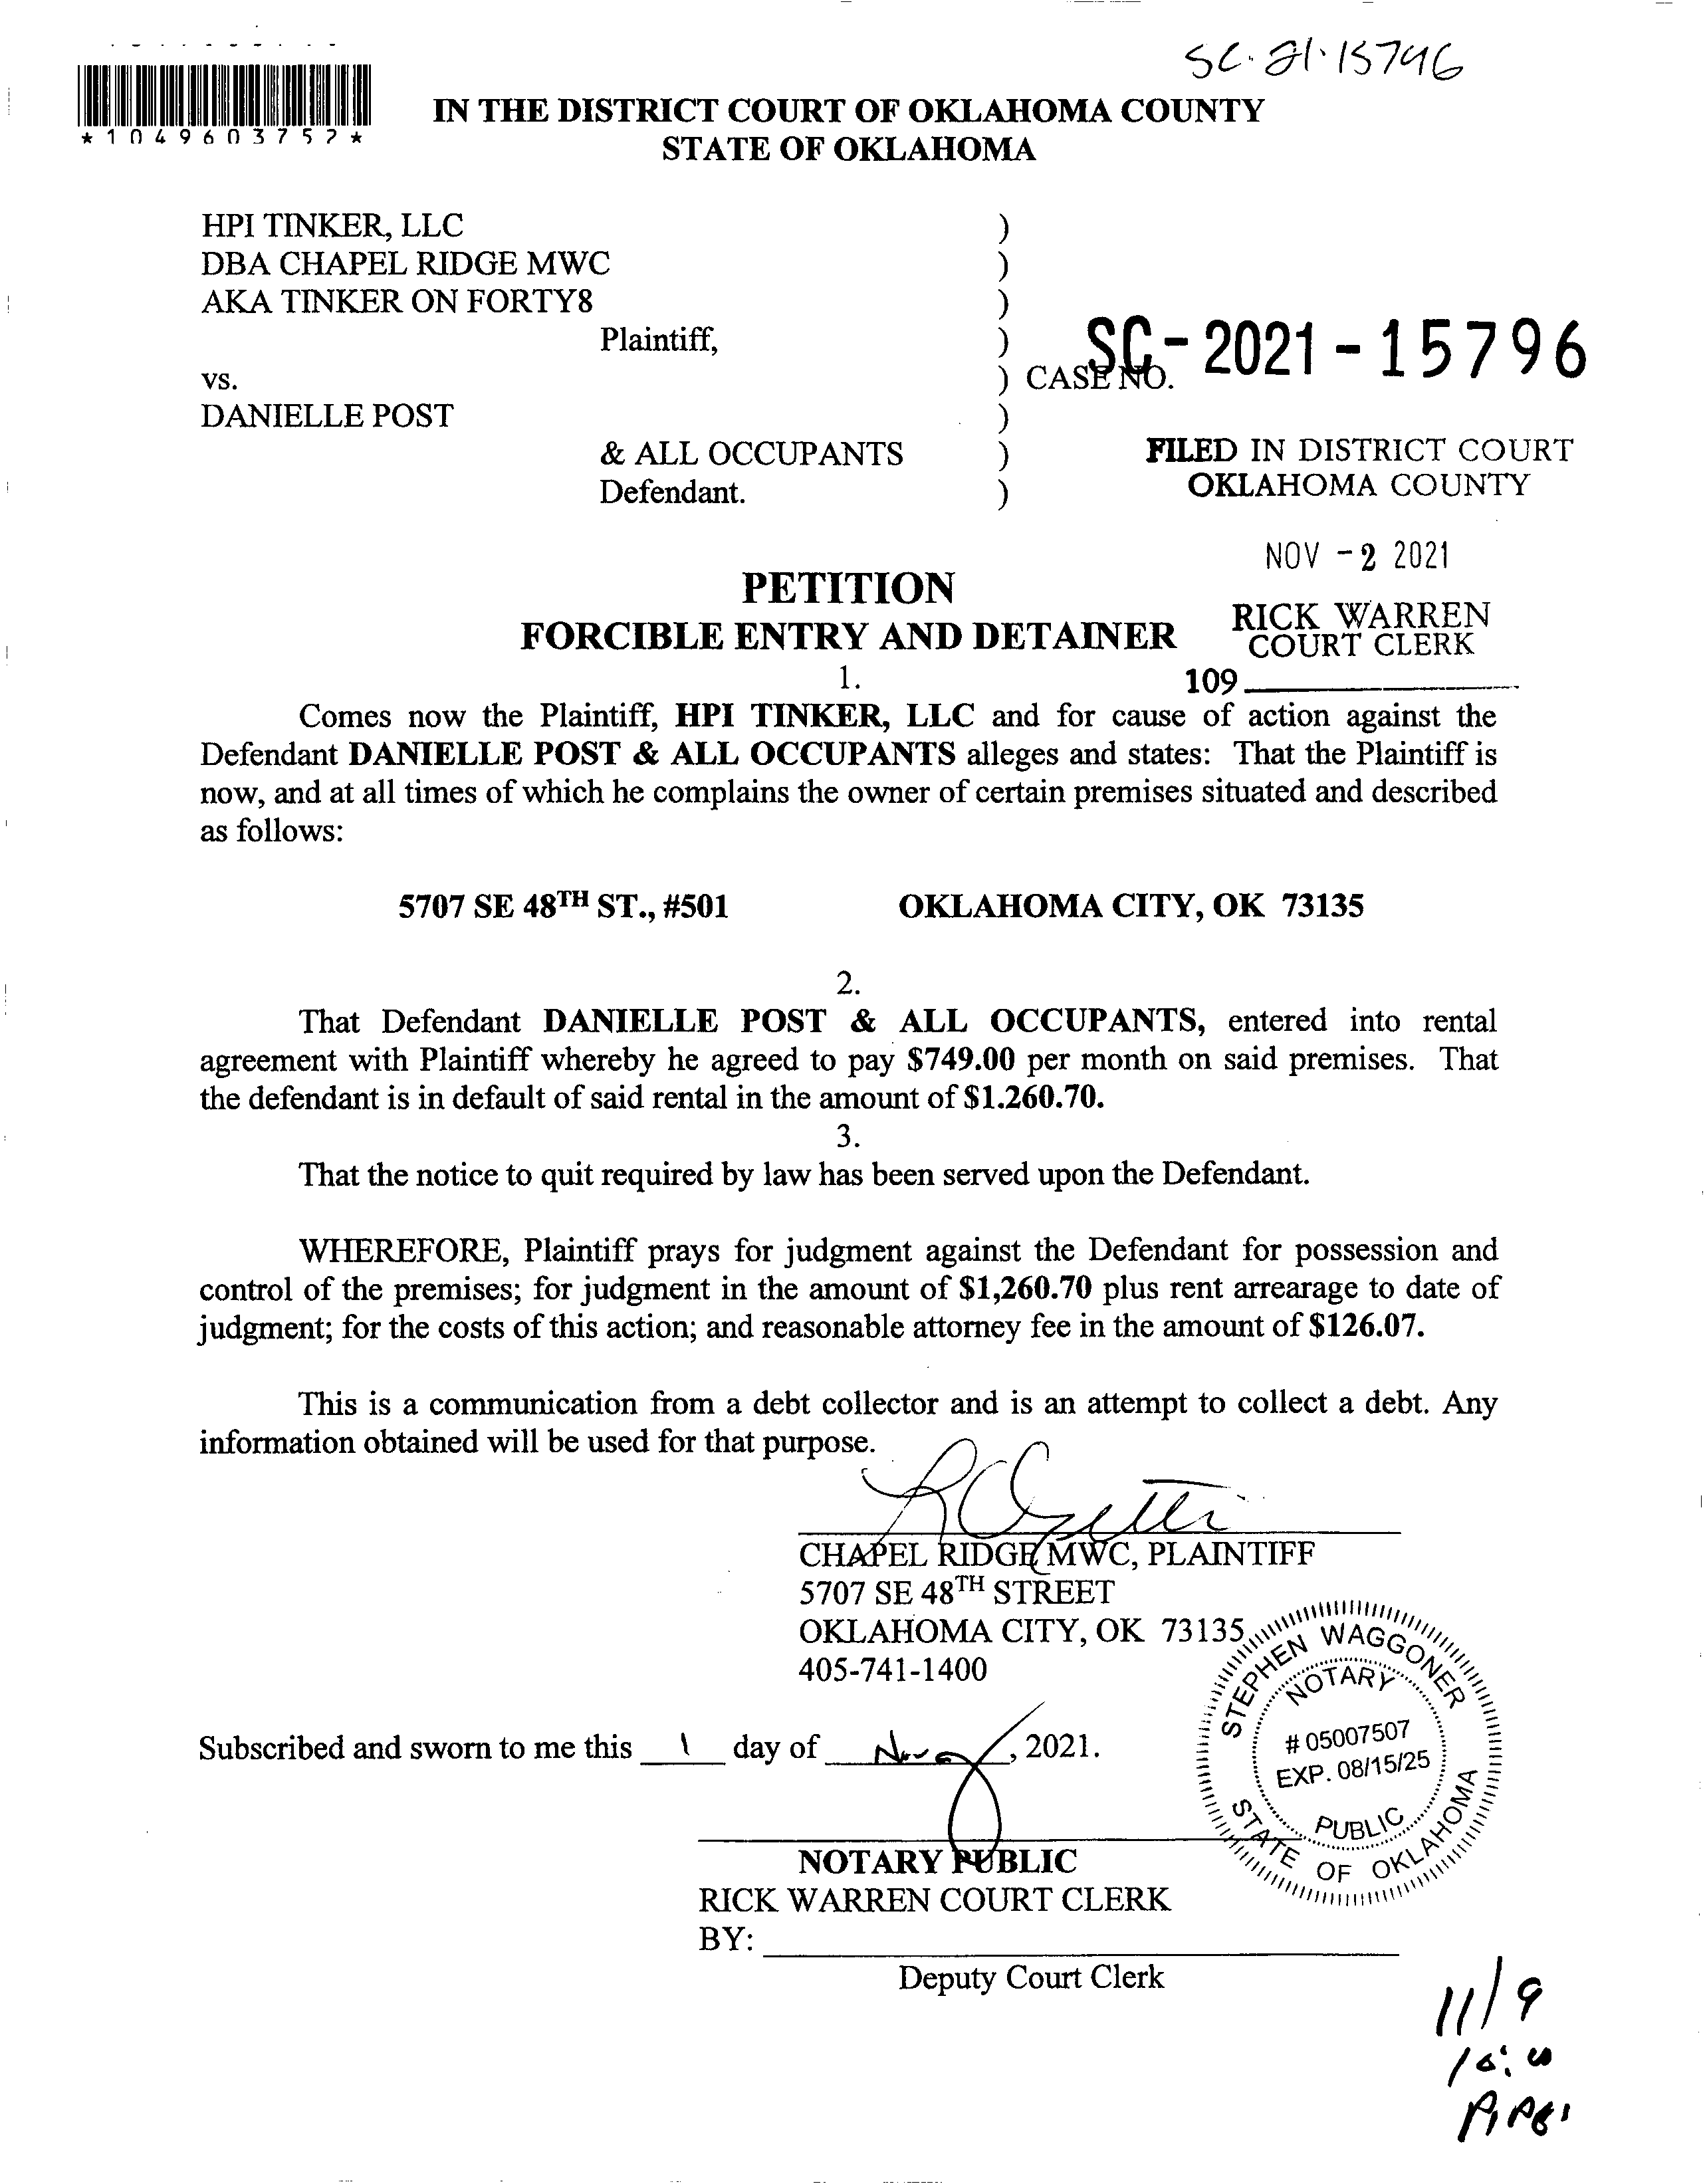 SC-21-15796
*1049603752*
IN THE DISTRICT COURT OF OKLAHOMA COUNTY
STATE OF OKLAHOMA
HPI TINKER, LLC )
DBA CHAPEL RIDGE MWC )
AKA TINKER ON FORTY8 )
Plaintiff, )
vs. ) CASE NO. SC-2021-15796
DANIELLE POST )
& ALL OCCUPANTS )
Defendant. )
FILED IN DISTRICT COURT
OKLAHOMA COUNTY
NOV -2 2021
RICK WARREN
COURT CLERK
109
PETITION
FORCIBLE ENTRY AND DETAINER
1.
Comes now the Plaintiff, HPI TINKER, LLC and for cause of action against the
Defendant DANIELLE POST & ALL OCCUPANTS alleges and states: That the Plaintiff is
now, and at all times of which he complains the owner of certain premises situated and described
as follows:
5707 SE 48TH ST., #501 OKLAHOMA CITY, OK 73135
2.
That Defendant DANIELLE POST & ALL OCCUPANTS, entered into rental
agreement with Plaintiff whereby he agreed to pay $749.00 per month on said premises. That
the defendant is in default of said rental in the amount of $1.260.70.
3.
That the notice to quit required by law has been served upon the Defendant.
WHEREFORE, Plaintiff prays for judgment against the Defendant for possession and
control of the premises; for judgment in the amount of $1,260.70 plus rent arrearage to date of
judgment; for the costs of this action; and reasonable attorney fee in the amount of $126.07.
This is a communication from a debt collector and is an attempt to collect a debt. Any
information obtained will be used for that purpose.
CHAPEL RIDGE MWC, PLAINTIFF
5707 SE 48TH STREET
OKLAHOMA CITY, OK 73135
405-741-1400
Subscribed and sworn to me this 1 day of Nov, 2021.
STEPHEN WAGGONER
NOTARY
# 05007507
EXP. 08/15/25
PUBLIC
STATE OF OKLAHOMA
NOTARY PUBLIC
RICK WARREN COURT CLERK
BY:
Deputy Court Clerk
11/9